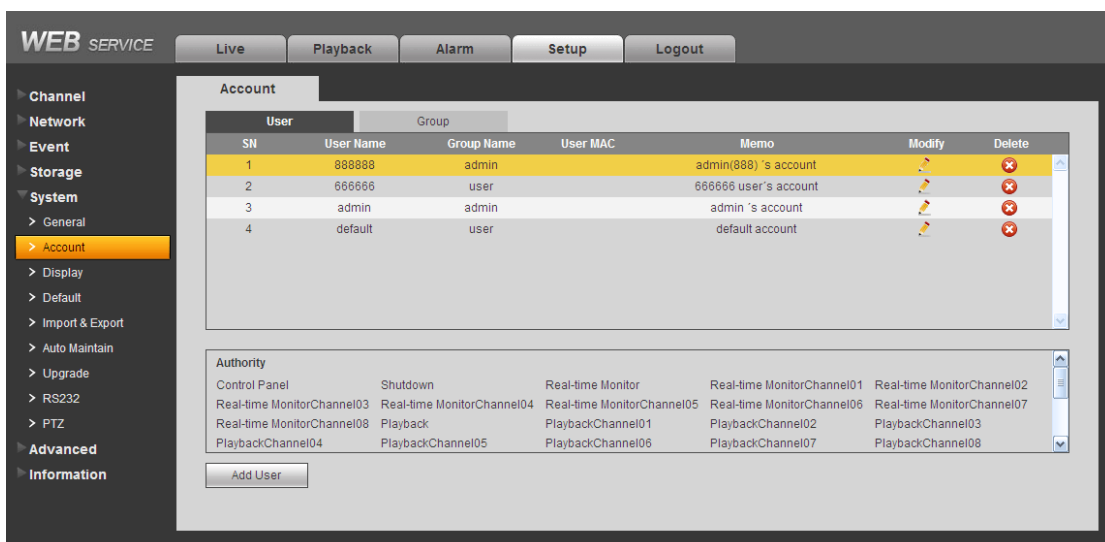 WEB SERVICE
Live Playback Alarm Setup Logout
Account
Channel
Network
Event
Storage
System
> General
> Account
> Display
> Default
> Import & Export
> Auto Maintain
> Upgrade
> RS232
> PTZ
Advanced
Information
User Group
SN User Name Group Name User MAC Memo Modify Delete
1 888888 admin admin(888) 's account
2 666666 user 666666 user's account
3 admin admin admin 's account
4 default user default account
Authority
Control Panel Shutdown Real-time Monitor Real-time MonitorChannel01 Real-time MonitorChannel02
Real-time MonitorChannel03 Real-time MonitorChannel04 Real-time MonitorChannel05 Real-time MonitorChannel06 Real-time MonitorChannel07
Real-time MonitorChannel08 Playback PlaybackChannel01 PlaybackChannel02 PlaybackChannel03
PlaybackChannel04 PlaybackChannel05 PlaybackChannel06 PlaybackChannel07 PlaybackChannel08
Add User